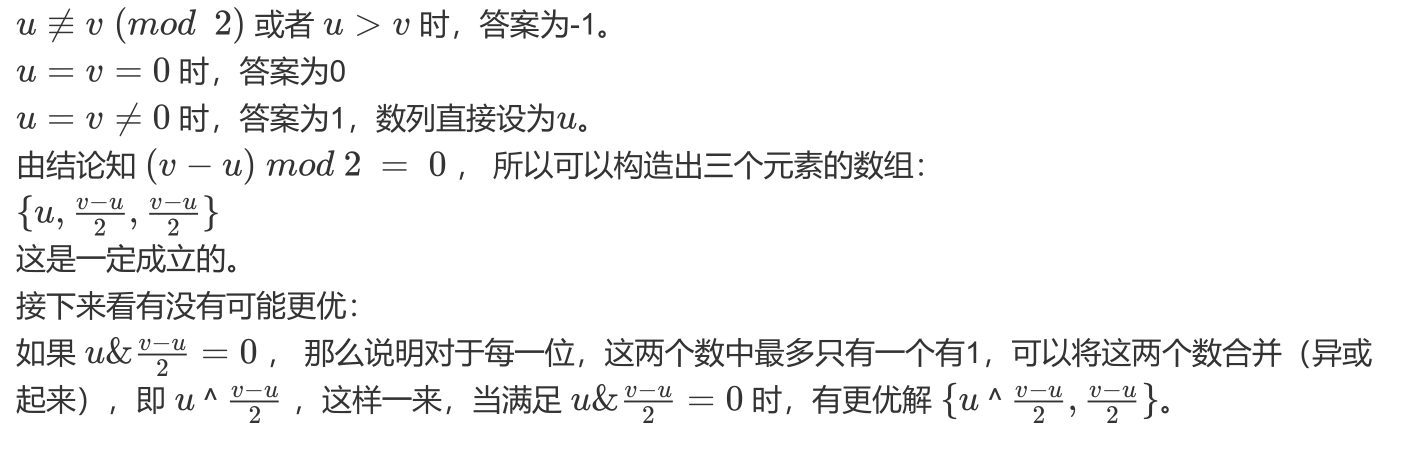 u ≢ v (mod 2) 或者 u > v 时，答案为-1。
u = v = 0 时，答案为0
u = v ≠ 0 时，答案为1，数列直接设为u。
由结论知 (v − u) mod 2 = 0 ， 所以可以构造出三个元素的数组：
{u, \frac{v−u}{2}, \frac{v−u}{2}}
这是一定成立的。
接下来看有没有可能更优：
如果 u&\frac{v−u}{2} = 0 ， 那么说明对于每一位，这两个数中最多只有一个有1，可以将这两个数合并（异或
起来），即 u ^ \frac{v−u}{2} ，这样一来，当满足 u&\frac{v−u}{2} = 0 时，有更优解 {u ^ \frac{v−u}{2}, \frac{v−u}{2}}。